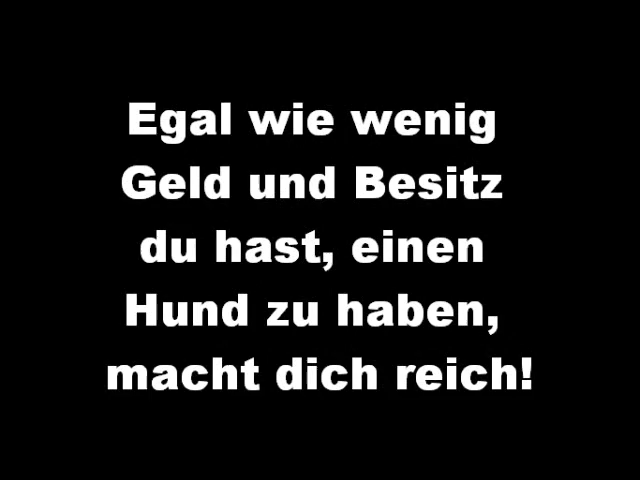 Egal wie wenig
Geld und Besitz
du hast, einen
Hund zu haben,
macht dich reich!